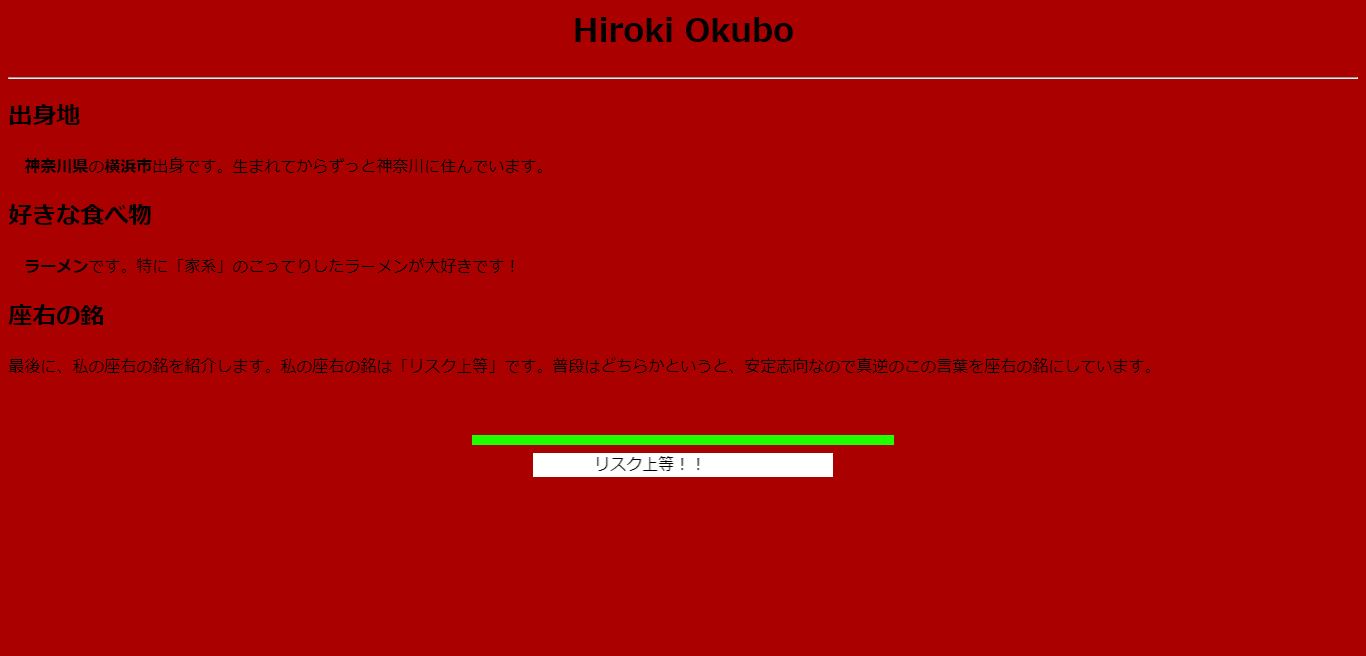 Hiroki Okubo
出身地
神奈川県の横浜市出身です。生まれてからずっと神奈川に住んでいます。
好きな食べ物
ラーメンです。特に「家系」のこってりしたラーメンが大好きです！
座右の銘
最後に、私の座右の銘を紹介します。私の座右の銘は「リスク上等」です。普段はどちらかというと、安定志向なので真逆のこの言葉を座右の銘にしています。
リスク上等！！